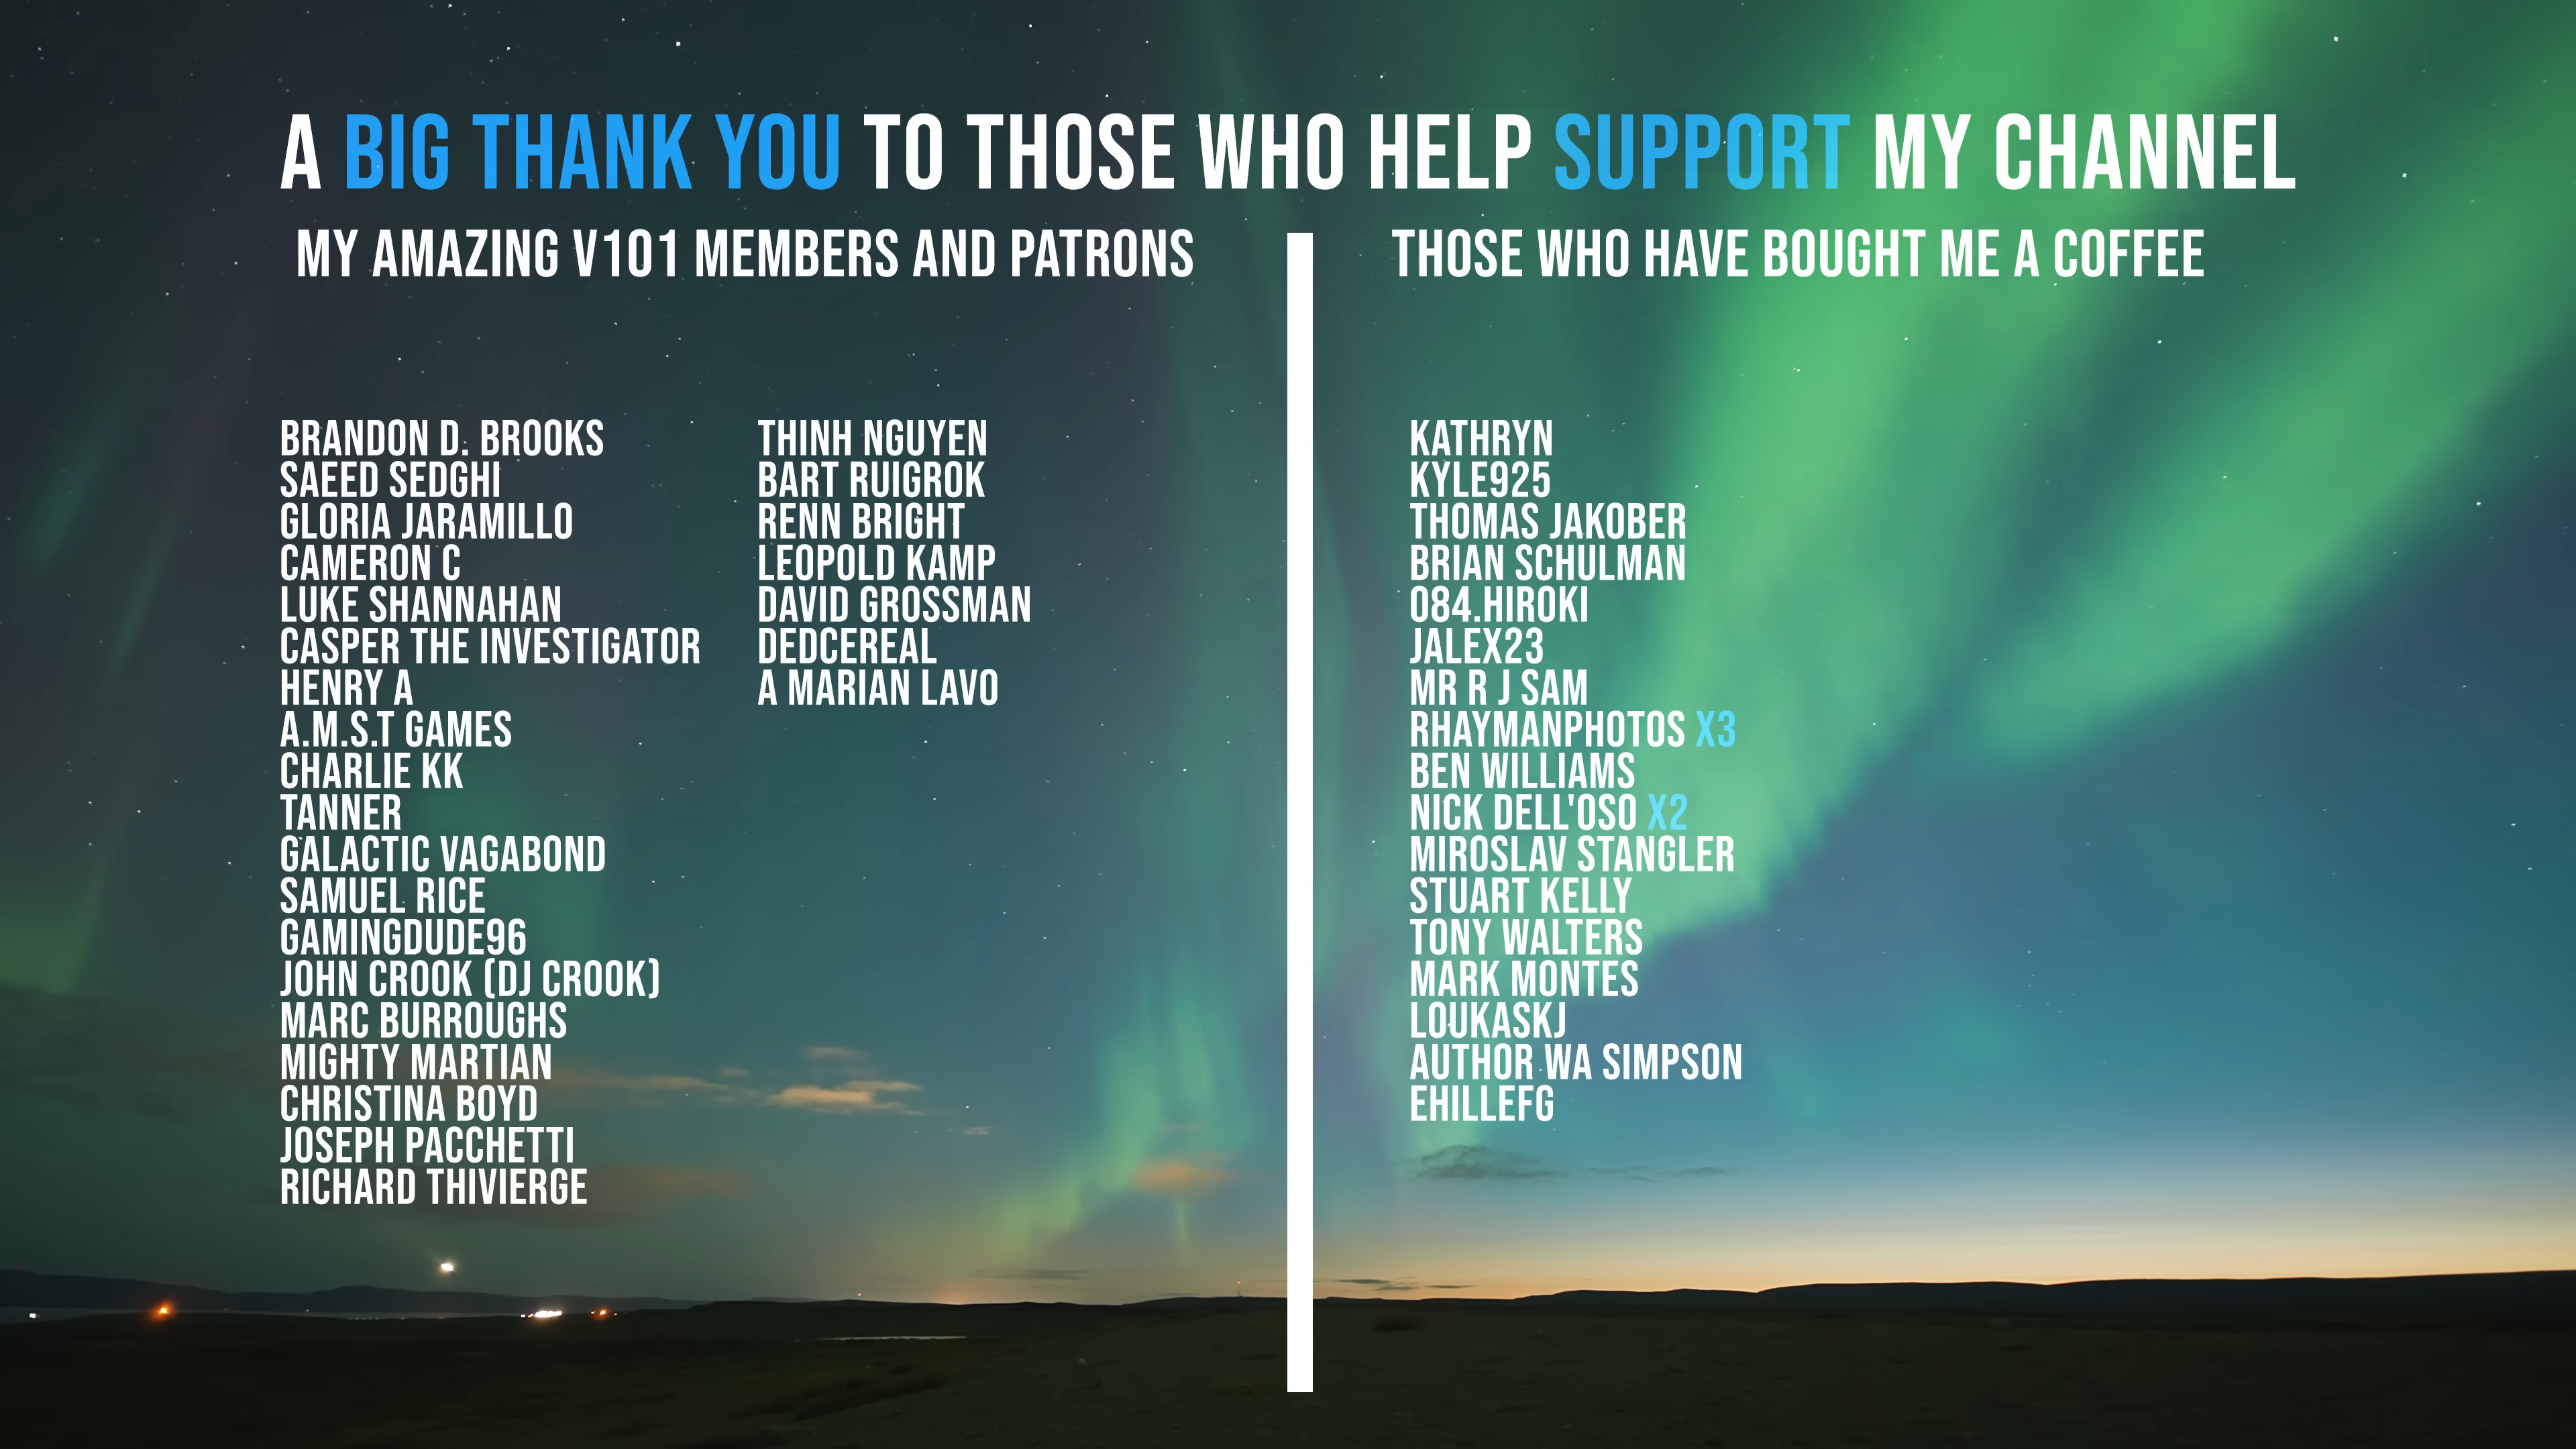 A BIG THANK YOU TO THOSE WHO HELP SUPPORT MY CHANNEL
MY AMAZING V101 MEMBERS AND PATRONS
BRANDON D. BROOKS
SAEED SEDGHI
GLORIA JARAMILLO
CAMERON C
LUKE SHANNAHAN
CASPER THE INVESTIGATOR
HENRY A
A.M.S.T GAMES
CHARLIE KK
TANNER
GALACTIC VAGABOND
SAMUEL RICE
GAMINGDUDE96
JOHN CROOK (DJ CROOK)
MARC BURROUGHS
MIGHTY MARTIAN
CHRISTINA BOYD
JOSEPH PACCHETTI
RICHARD THIVIERGE
THINH NGUYEN
BART RUIGROK
RENN BRIGHT
LEOPOLD KAMP
DAVID GROSSMAN
DEDCEREAL
A MARIAN LAVO
THOSE WHO HAVE BOUGHT ME A COFFEE
KATHRYN
KYLE925
THOMAS JAKOBER
BRIAN SCHULMAN
084.HIROKI
JALEX23
MR R J SAM
RHAYMANPHOTOS X3
BEN WILLIAMS
NICK DELL'OSO X2
MIROSLAV STANGLER
STUART KELLY
TONY WALTERS
MARK MONTES
LOUKASKJ
AUTHOR WA SIMPSON
EHILLEFG